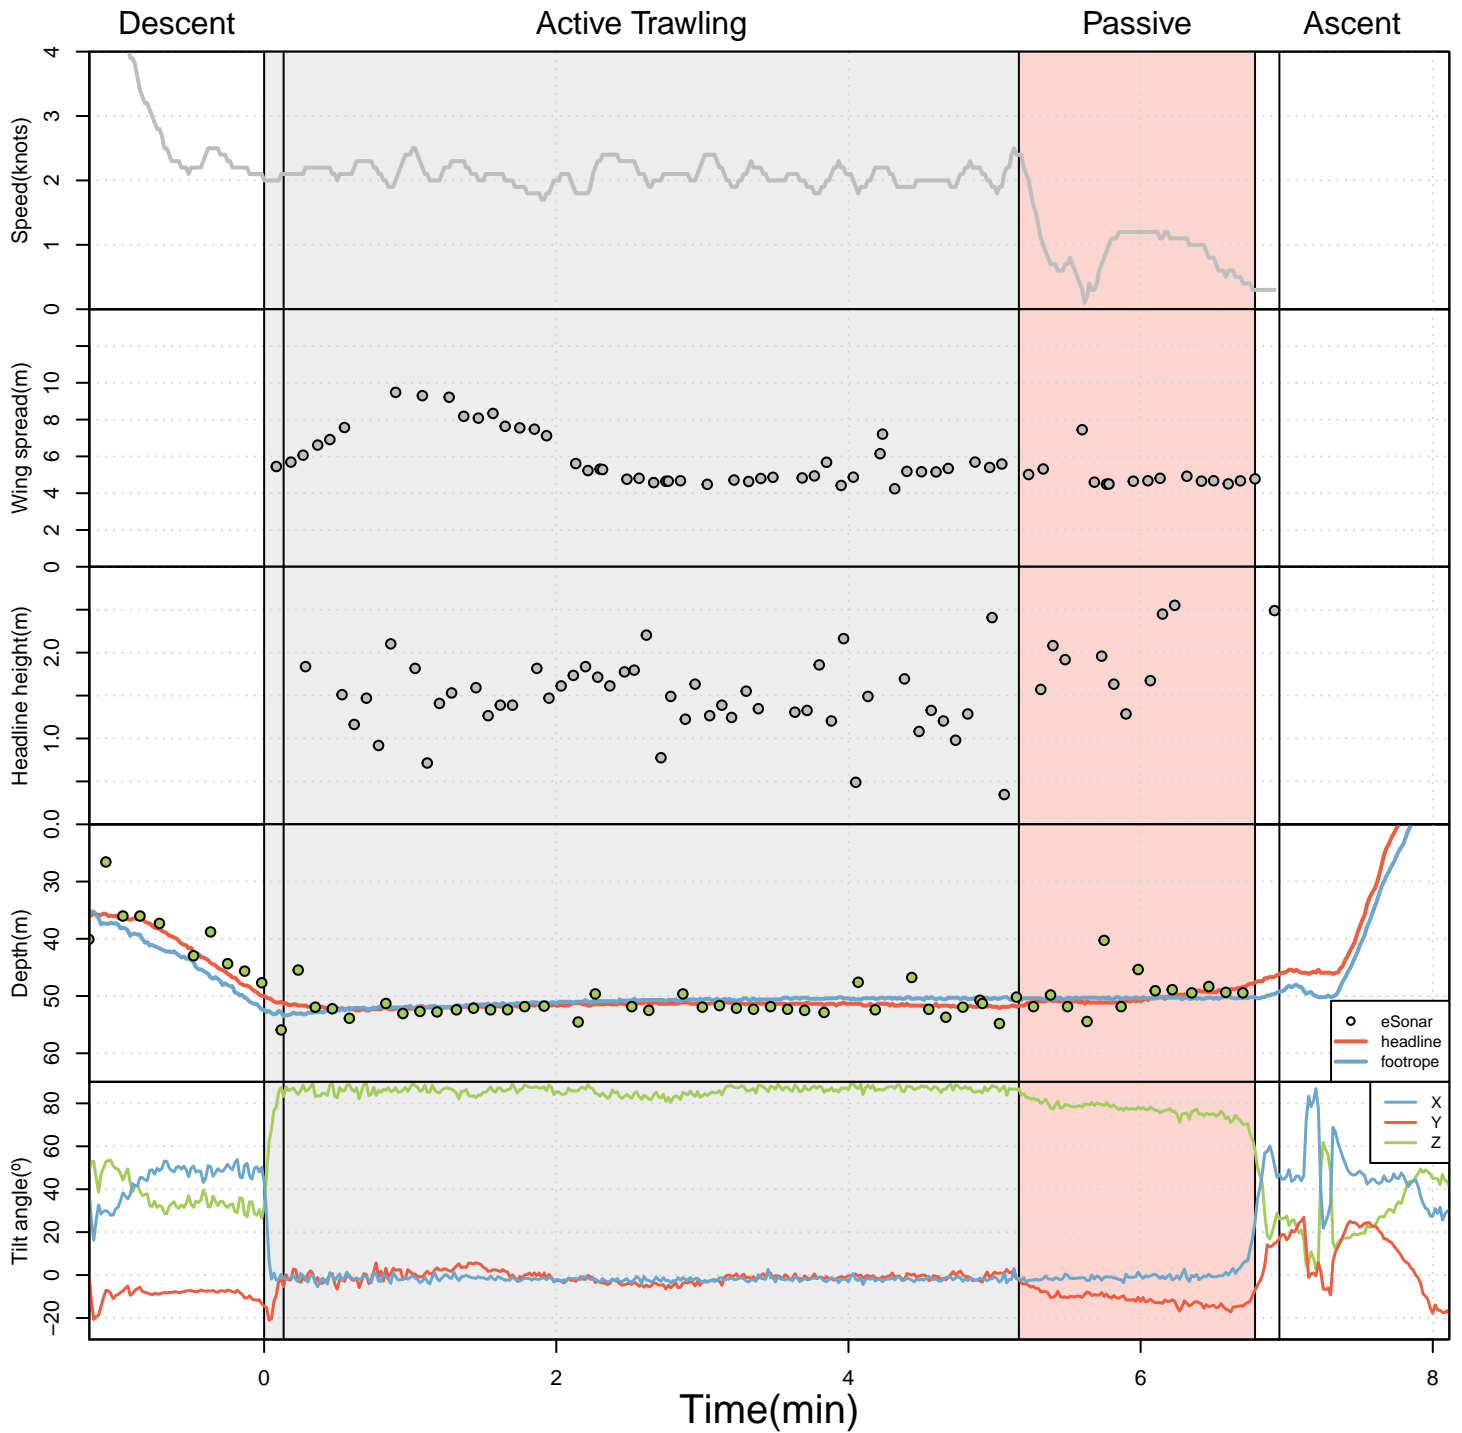 Descent Active Trawling Passive Ascent
Speed(knots)
4
3
2
1
0
Wing spread(m)
10
8
6
4
2
0
Headline height(m)
2.0
1.0
0.0
Depth(m)
30
40
50
60
eSonar
headline
footrope
Tilt angle(º)
80
60
40
20
0
−20
X
Y
Z
0 2 4 6 8
Time(min)